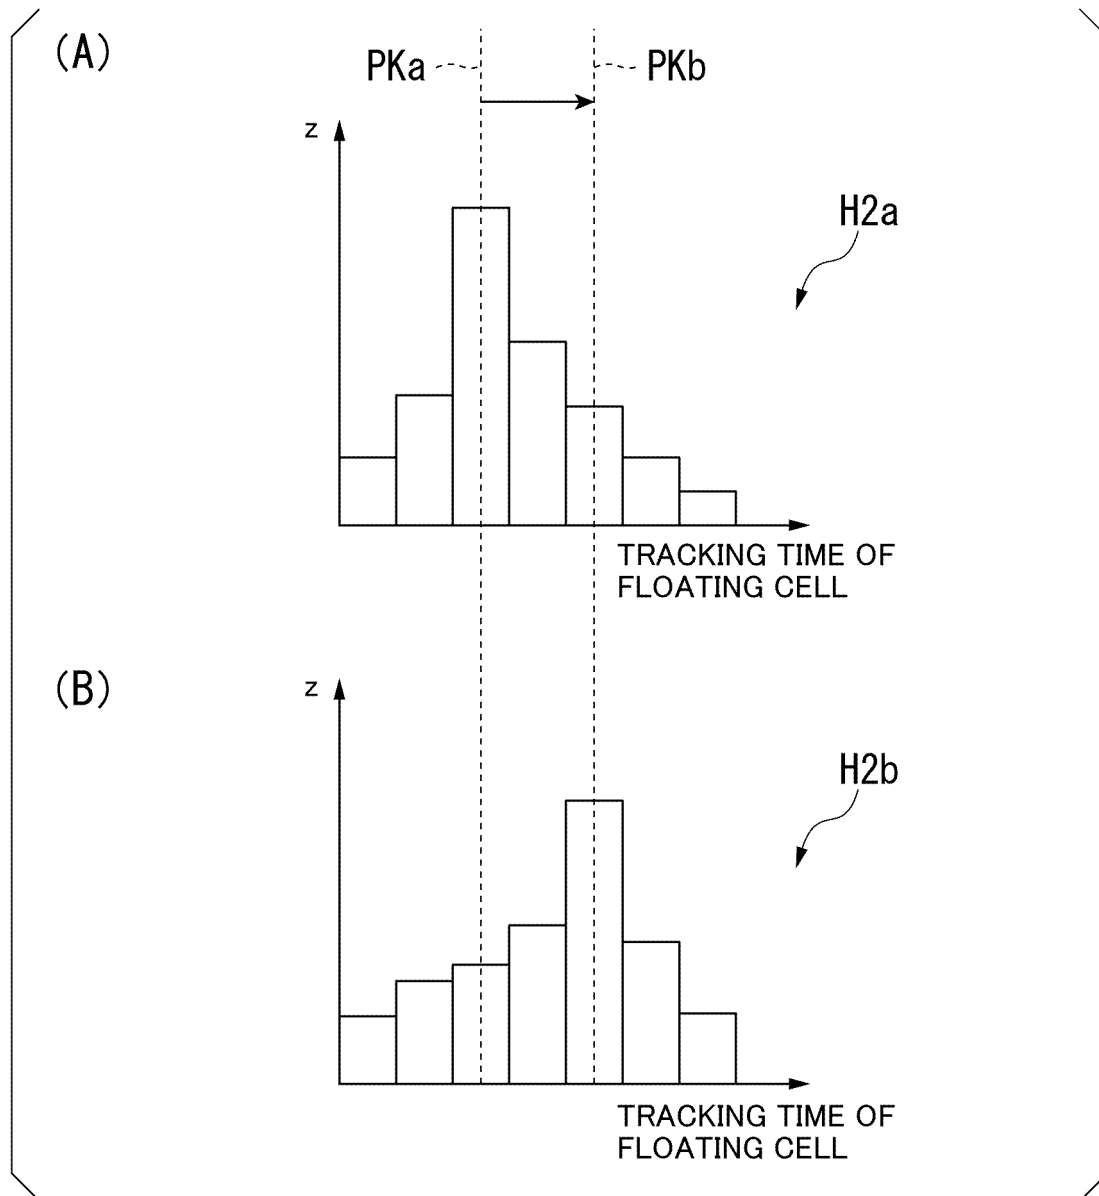 (A)
PKa
PKb
z
H2a
TRACKING TIME OF
FLOATING CELL
(B)
z
H2b
TRACKING TIME OF
FLOATING CELL